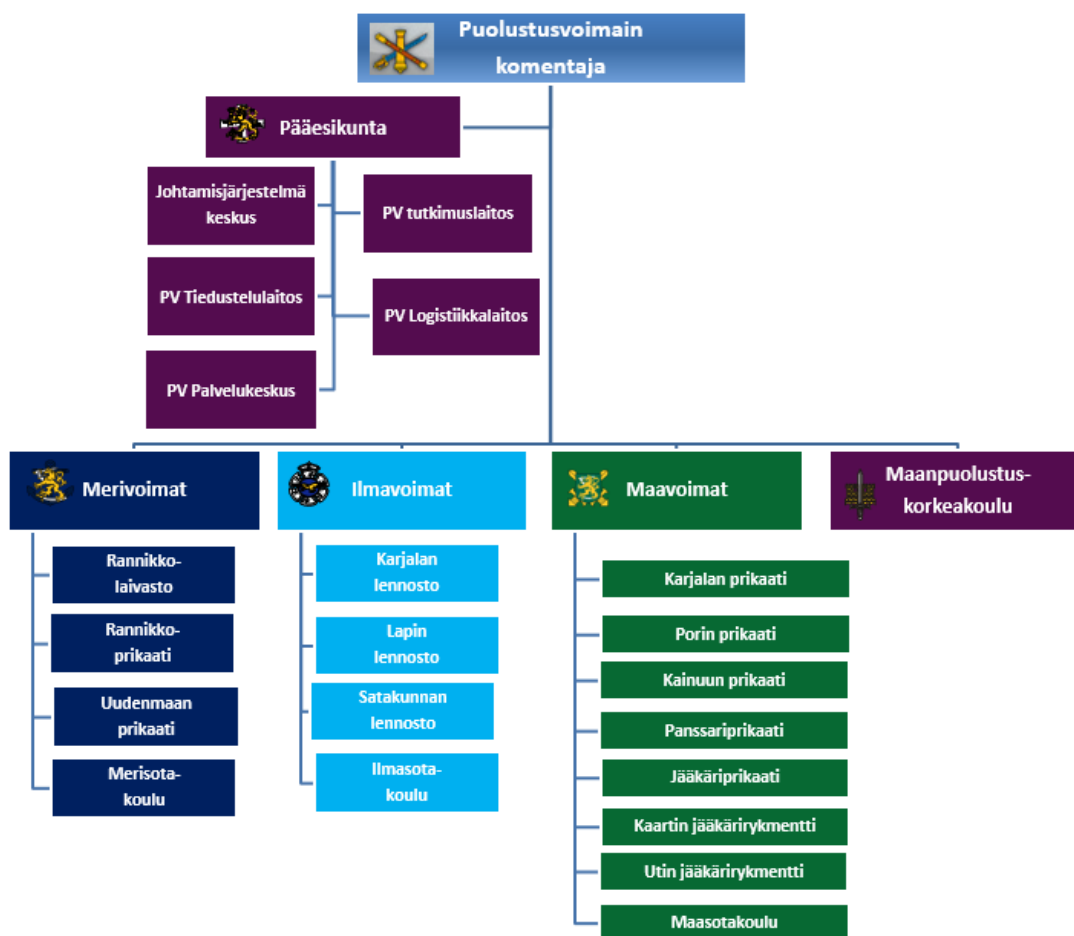 Puolustusvoimain
komentaja
Pääesikunta
Johtamisjärjestelmä
keskus
PV tutkimuslaitos
PV Tiedustelulaitos
PV Logistiikkalaitos
PV Palvelukeskus
Merivoimat
Rannikko-
laivasto
Rannikko-
prikaati
Uudenmaan
prikaati
Merisota-
koulu
Ilmavoimat
Karjalan
lennosto
Lapin
lennosto
Satakunnan
lennosto
Ilmasota-
koulu
Maavoimat
Karjalan prikaati
Porin prikaati
Kainuun prikaati
Panssariprikaati
Jääkäriprikaati
Kaartin jääkärirykmentti
Utin jääkärirykmentti
Maasotakoulu
Maanpuolustus-
korkeakoulu